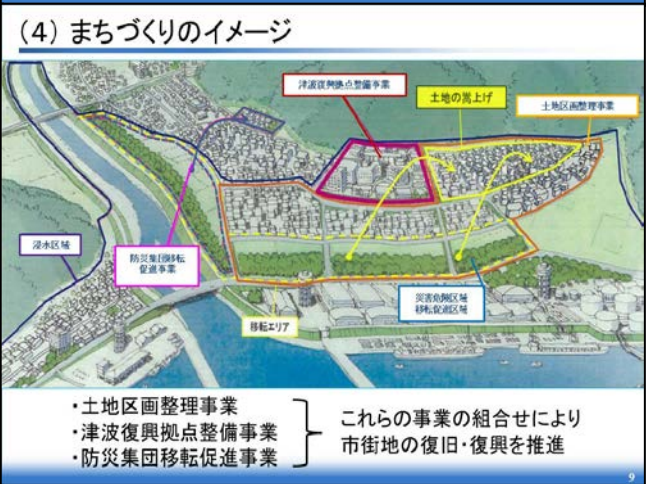 (4) まちづくりのイメージ
津波復興拠点整備事業
土地の嵩上げ
土地区画整理事業
浸水区域
防災集団移転
促進事業
災害危険区域
移転促進区域
移転エリア
・土地区画整理事業
・津波復興拠点整備事業
・防災集団移転促進事業
これらの事業の組合せにより
市街地の復旧・復興を推進
9